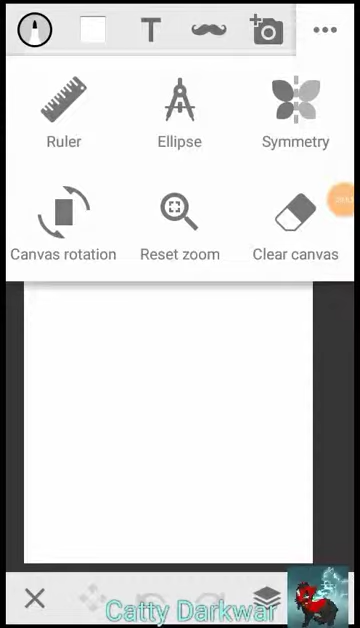 T
Ruler
Ellipse
Symmetry
Canvas rotation
Reset zoom
Clear canvas
Catty Darkwar